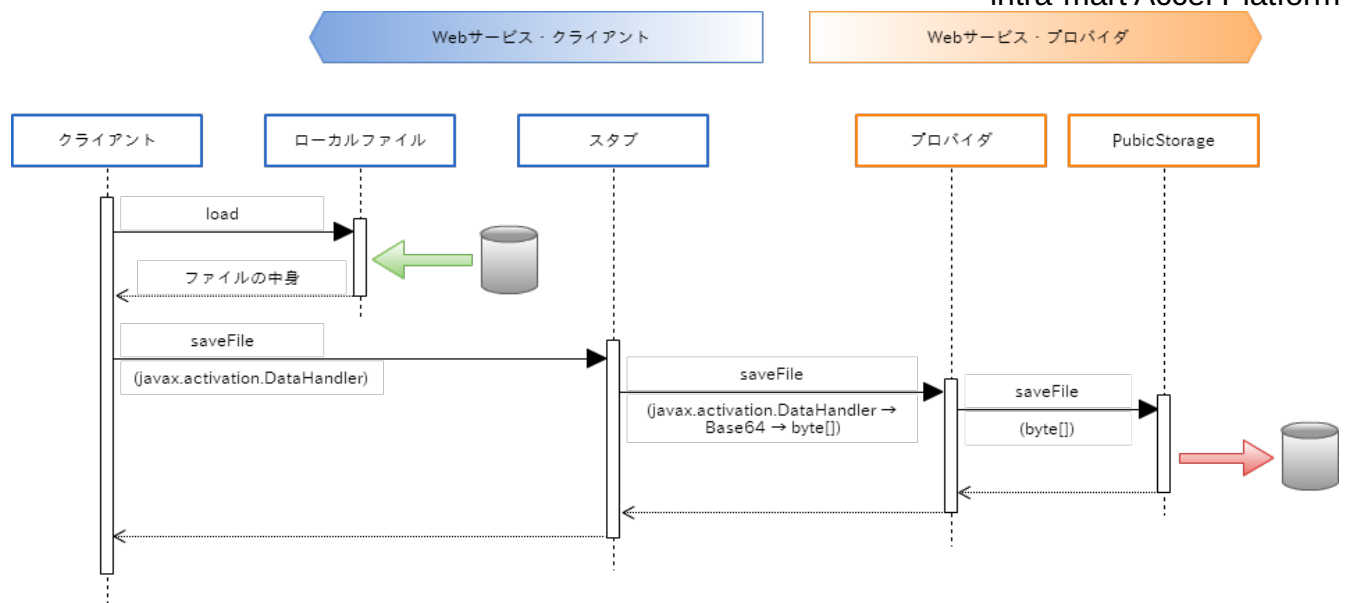 intra-mart Accel Platform
Webサービス・クライアント
Webサービス・プロバイダ
クライアント
ローカルファイル
スタブ
プロバイダ
PubicStorage
load
ファイルの中身
saveFile
(javax.activation.DataHandler)
saveFile
(javax.activation.DataHandler →
Base64 → byte[])
saveFile
(byte[])